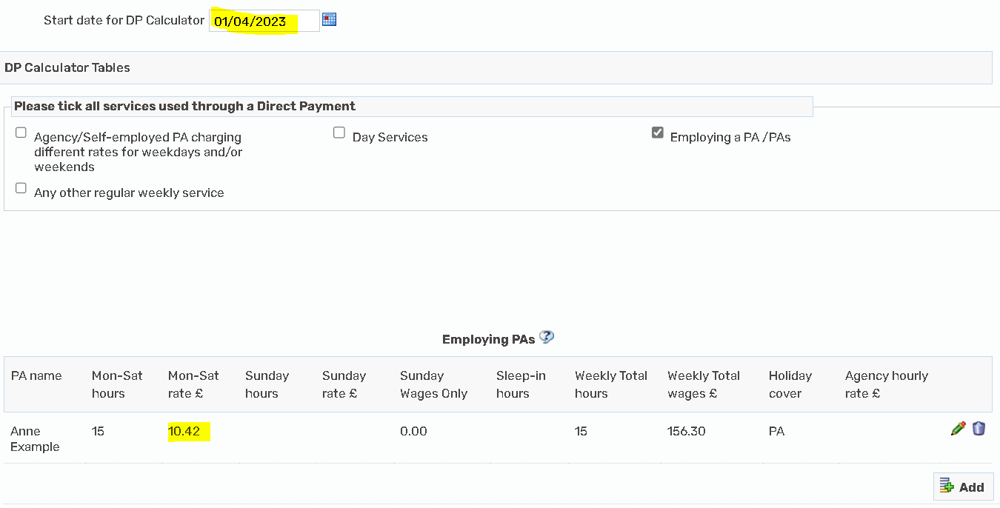 Start date for DP Calculator 01/04/2023
DP Calculator Tables
Please tick all services used through a Direct Payment
Agency/Self-employed PA charging
different rates for weekdays and/or
weekends
Day Services
Employing a PA /PAs
Any other regular weekly service
Employing PAs ?
PA name Mon-Sat hours Mon-Sat rate £ Sunday hours Sunday rate £ Sunday Wages Only Sleep-in hours Weekly Total hours Weekly Total wages £ Holiday cover Agency hourly rate £
Anne Example 15 10.42 0.00 15 156.30 PA
Add